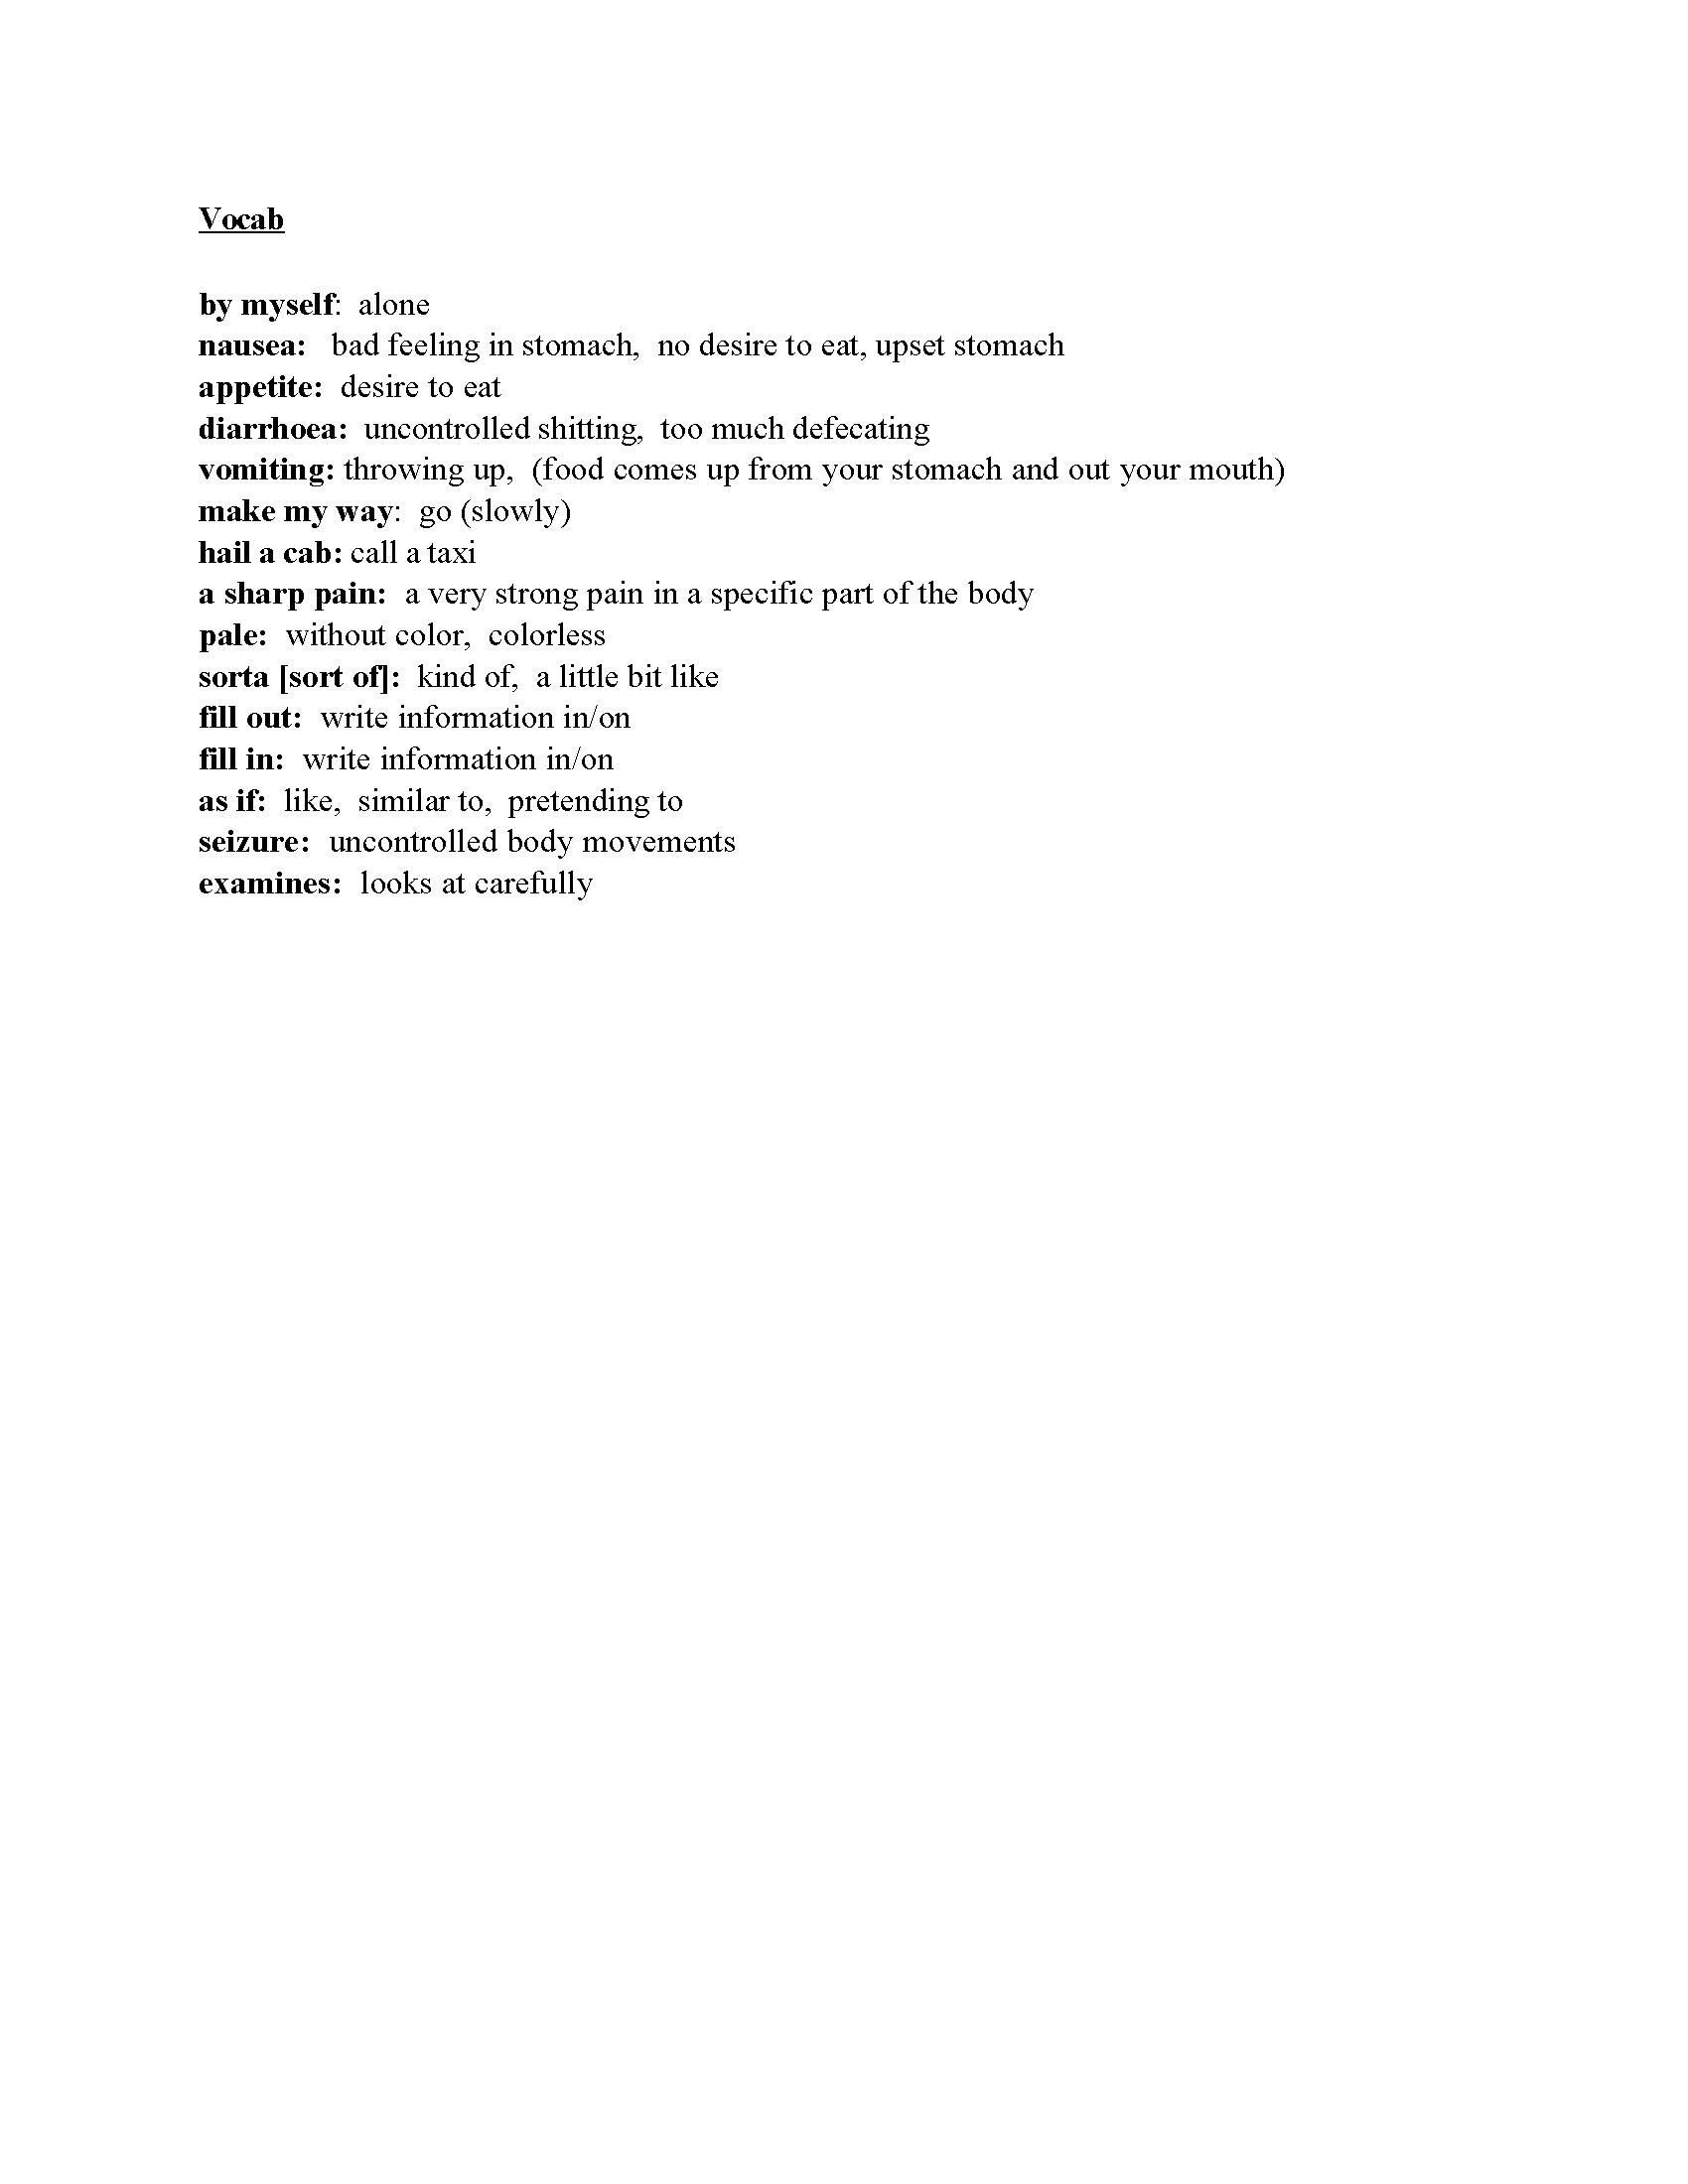 Vocab
by myself:  alone
nausea:   bad feeling in stomach,  no desire to eat, upset stomach
appetite:  desire to eat
diarrhoea:  uncontrolled shitting,  too much defecating
vomiting: throwing up,  (food comes up from your stomach and out your mouth)
make my way:  go (slowly)
hail a cab: call a taxi
a sharp pain:  a very strong pain in a specific part of the body
pale:  without color,  colorless
sorta [sort of]:  kind of,  a little bit like
fill out:  write information in/on
fill in:  write information in/on
as if:  like,  similar to,  pretending to
seizure:  uncontrolled body movements
examines:  looks at carefully